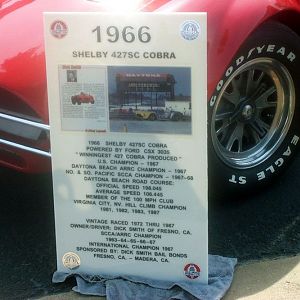 1966
SHELBY 427SC COBRA
DAYTONA
1966 SHELBY 427SC COBRA
POWERED BY FORD CSX 3035
"WINNINGEST 427 COBRA PRODUCED"
U.S. CHAMPION - 1967
DAYTONA BEACH ARRC CHAMPION - 1967
NO. & SO. PACIFIC SCCA CHAMPION - 1967-68
DAYTONA BEACH ROAD COURSE:
OFFICIAL SPEED 198.045
AVERAGE SPEED 106.445
MEMBER OF THE 100 MPH CLUB
VIRGINIA CITY, NV. HILL CLIMB CHAMPION
1981, 1982, 1983, 1987
VINTAGE RACED 1972 THRU 1987
OWNER/DRIVER: DICK SMITH OF FRESNO, CA.
SCCA/ARRC CHAMPION
1963-64-65-66-67
INTERNATIONAL CHAMPION 1967
SPONSORED BY: DICK SMITH BAIL BONDS
FRESNO, CA. - MADERA, CA.
GOODYEAR
EAGLE ST